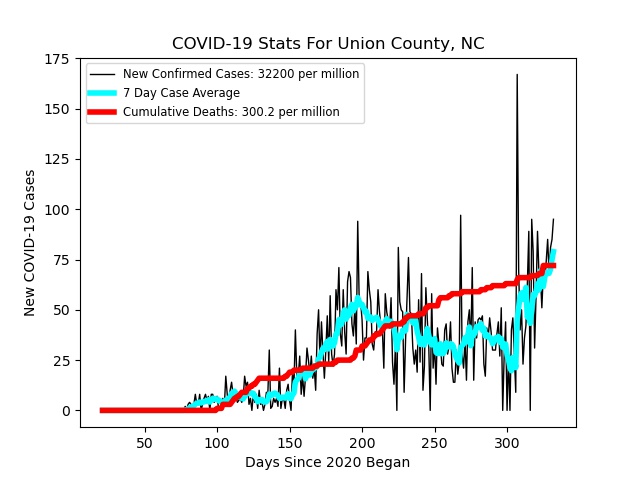 COVID-19 Stats For Union County, NC
New Confirmed Cases: 32200 per million
7 Day Case Average
Cumulative Deaths: 300.2 per million
New COVID-19 Cases
175
150
125
100
75
50
25
0
50 100 150 200 250 300
Days Since 2020 Began